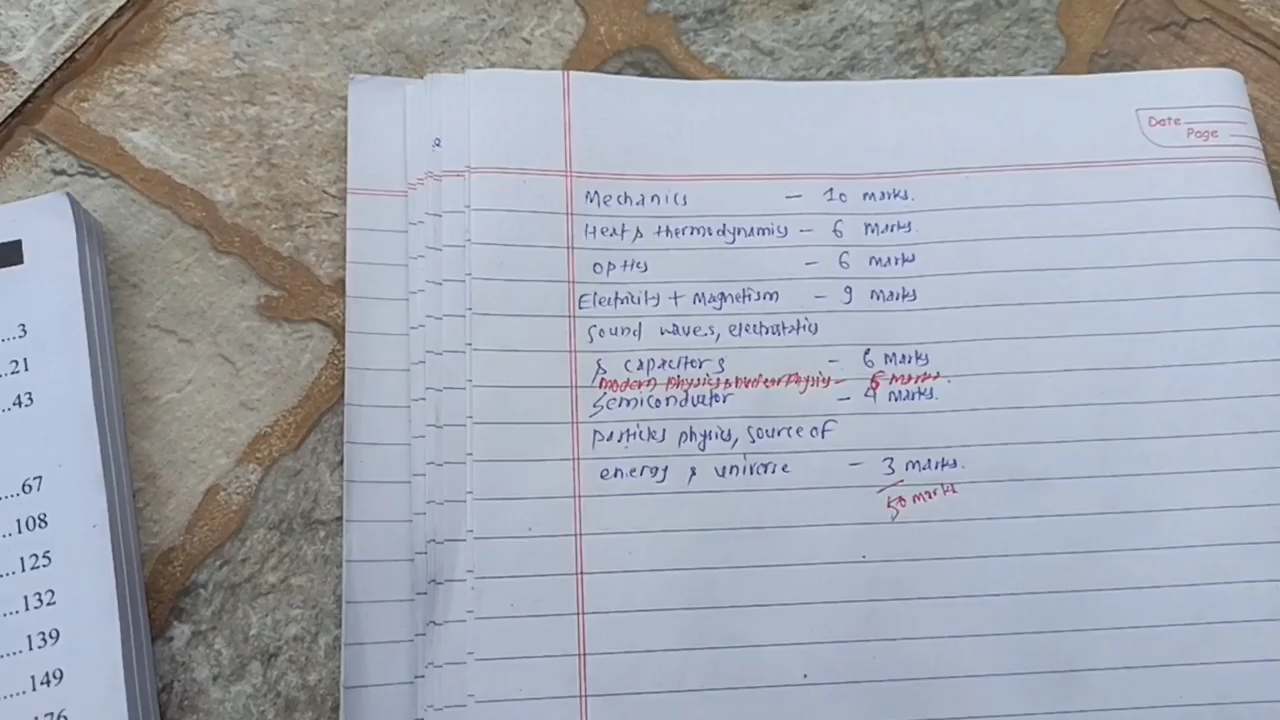 ...3
...21
...43
....67
...108
...125
...132
....139
.....149
176
Date
Page
Mechanics - 10 marks.
Heat & thermodynamics - 6 marks.
optics - 6 marks
Electricity + Magnetism - 9 marks
sound waves, electrostatics
& capacitors - 6 marks
modern physics & nuclear physics - 6 marks.
semiconductor - 4 marks.
particles physics, source of
energy & universe - 3 marks.
50 marks